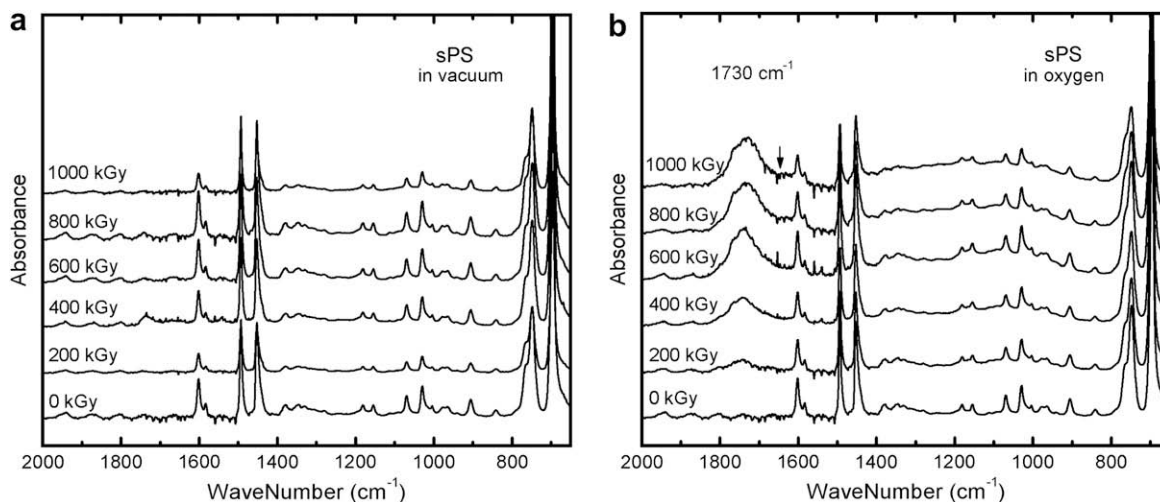 a
sPS
in vacuum
1000 kGy
800 kGy
600 kGy
400 kGy
200 kGy
0 kGy
Absorbance
2000 1800 1600 1400 1200 1000 800
WaveNumber (cm⁻¹)
b
1730 cm⁻¹
sPS
in oxygen
1000 kGy
800 kGy
600 kGy
400 kGy
200 kGy
0 kGy
Absorbance
2000 1800 1600 1400 1200 1000 800
WaveNumber (cm⁻¹)